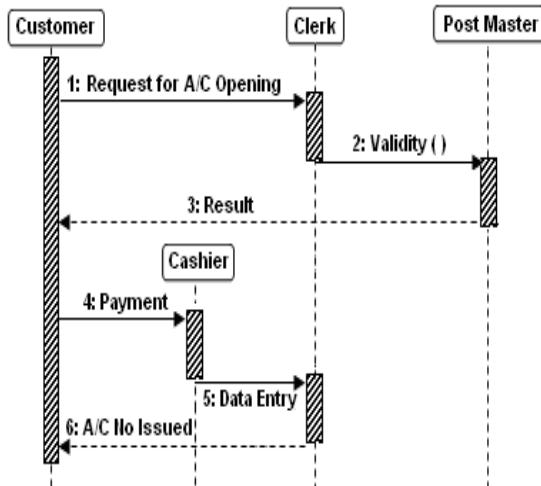 Customer
Clerk
Post Master
1: Request for A/C Opening
2: Validity ( )
3: Result
Cashier
4: Payment
5: Data Entry
6: A/C No Issued